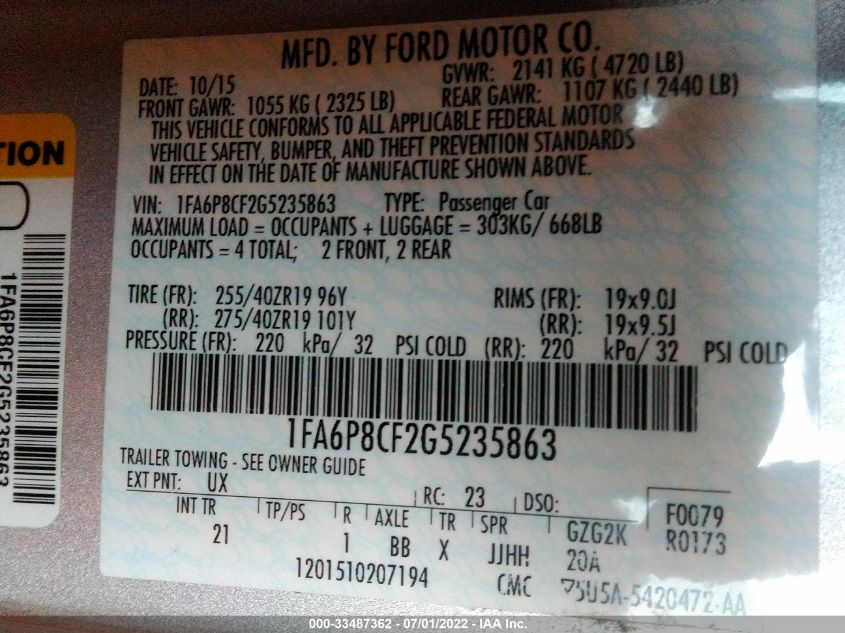 MFD. BY FORD MOTOR CO.
DATE: 10/15 GVWR: 2141 KG ( 4720 LB)
FRONT GAWR: 1055 KG ( 2325 LB) REAR GAWR: 1107 KG ( 2440 LB)
THIS VEHICLE CONFORMS TO ALL APPLICABLE FEDERAL MOTOR
VEHICLE SAFETY, BUMPER, AND THEFT PREVENTION STANDARDS
IN EFFECT ON THE DATE OF MANUFACTURE SHOWN ABOVE.
VIN: 1FA6P8CF2G5235863 TYPE: Passenger Car
MAXIMUM LOAD = OCCUPANTS + LUGGAGE = 303KG/ 668LB
OCCUPANTS = 4 TOTAL; 2 FRONT, 2 REAR
TIRE (FR): 255/40ZR19 96Y RIMS (FR): 19x9.0J
(RR): 275/40ZR19 101Y (RR): 19x9.5J
PRESSURE (FR): 220 kPa/ 32 PSI COLD (RR): 220 kPa/ 32 PSI COLD
1FA6P8CF2G5235863
TRAILER TOWING - SEE OWNER GUIDE
EXT PNT: UX RC: 23 DSO: F0079
INT TR TP/PS R AXLE TR SPR GZG2K R0173
21 1 BB X JJHH 20A
1201510207194 CMC 5U5A-5420472-AA
TION
1FA6P8CF2G5235863
000-33487362 - 07/01/2022 - IAA Inc.